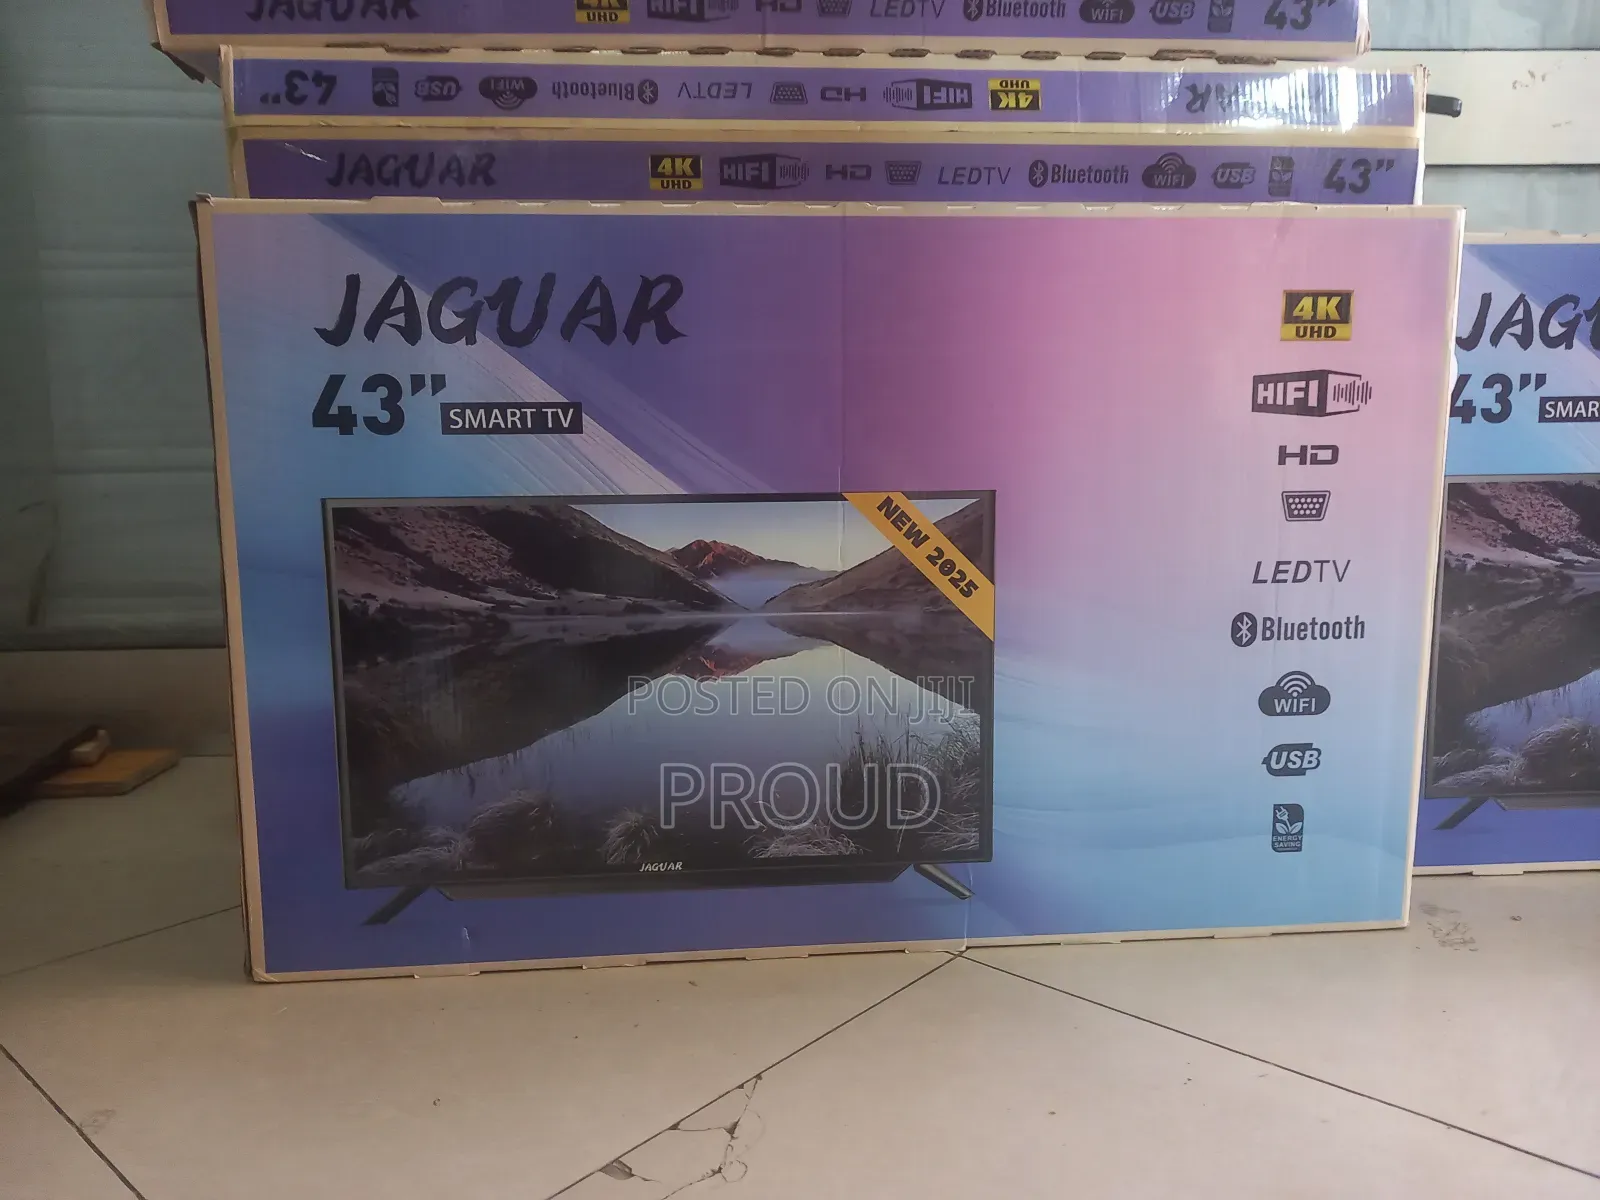 JAGUAR 4K UHD HIFI HD LEDTV Bluetooth WIFI USB 43”
43” USB WIFI Bluetooth LEDTV HD HIFI 4K UHD
JAGUAR 4K UHD HIFI HD LEDTV Bluetooth WIFI USB 43”
JAGUAR
43” SMART TV
NEW 2025
JAGUAR
4K
UHD
HIFI
HD
LEDTV
Bluetooth
WIFI
USB
ENERGY
SAVING
43”
POSTED ON JIJI
PROUD